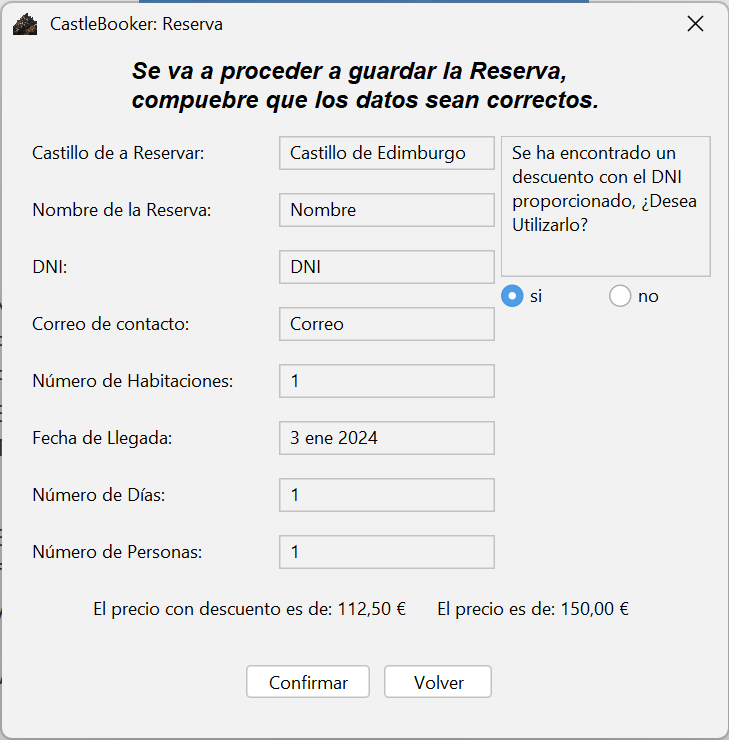 CastleBooker: Reserva
Se va a proceder a guardar la Reserva,
compuebre que los datos sean correctos.
Castillo de a Reservar:
Castillo de Edimburgo
Se ha encontrado un
descuento con el DNI
proporcionado, ¿Desea
Utilizarlo?
si
no
Nombre de la Reserva:
Nombre
DNI:
DNI
Correo de contacto:
Correo
Número de Habitaciones:
1
Fecha de Llegada:
3 ene 2024
Número de Días:
1
Número de Personas:
1
El precio con descuento es de: 112,50 €
El precio es de: 150,00 €
Confirmar
Volver